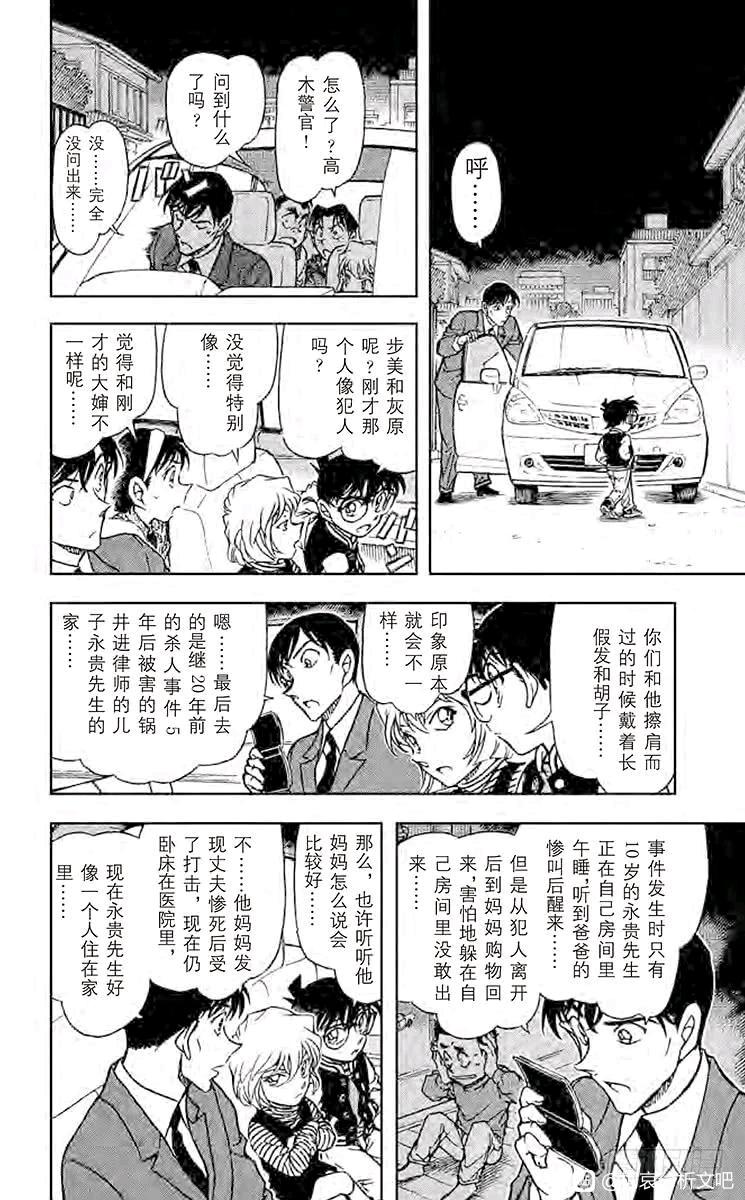 呼……
怎么了?高
木警官!
问到什么
了吗?
没……完全
没问出来……
步美和灰原
呢?刚才那
个人像犯人
吗?
没觉得特别
像……
觉得和刚
才的大婶不
一样呢……
你们和他擦肩而
过的时候戴着长
假发和胡子……
印象原本
就会不一
样……
嗯……最后去
的是继20年前
的杀人事件5
年后被害的锅
井进律师的儿
子永贵先生的
家……
事件发生时只有
10岁的永贵先生
正在自己房间里
午睡,听到爸爸的
惨叫后醒来……
但是从犯人离开
后到妈妈购物回
来,害怕地躲在自
己房间里没敢出
来……
那么,也许听听他
妈妈怎么说会
比较好……
不……他妈妈发
现丈夫惨死后受
了打击,现在仍
卧床在医院里,
现在永贵先生好
像一个人住在家
里……
析文吧